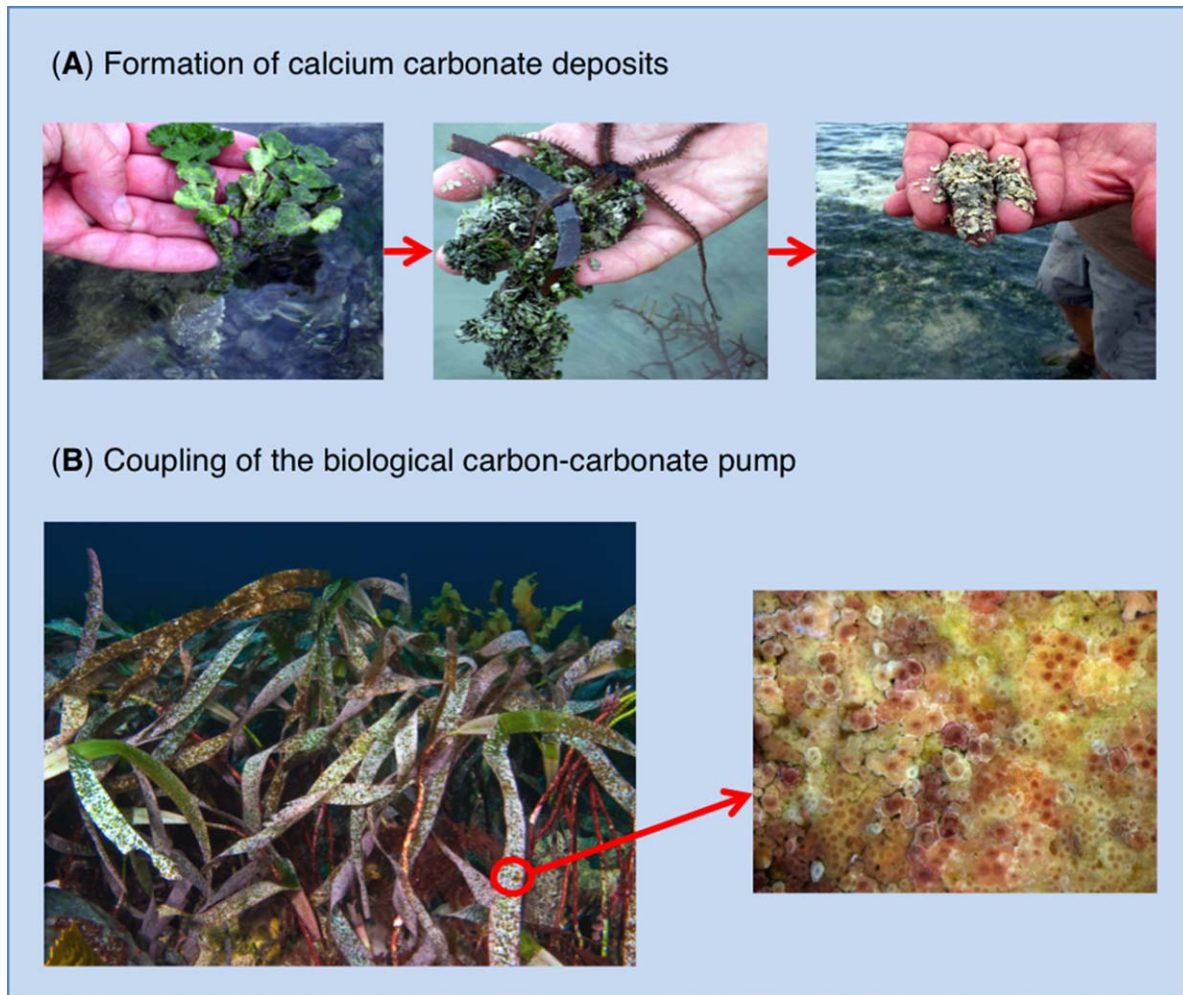 (A) Formation of calcium carbonate deposits
(B) Coupling of the biological carbon-carbonate pump